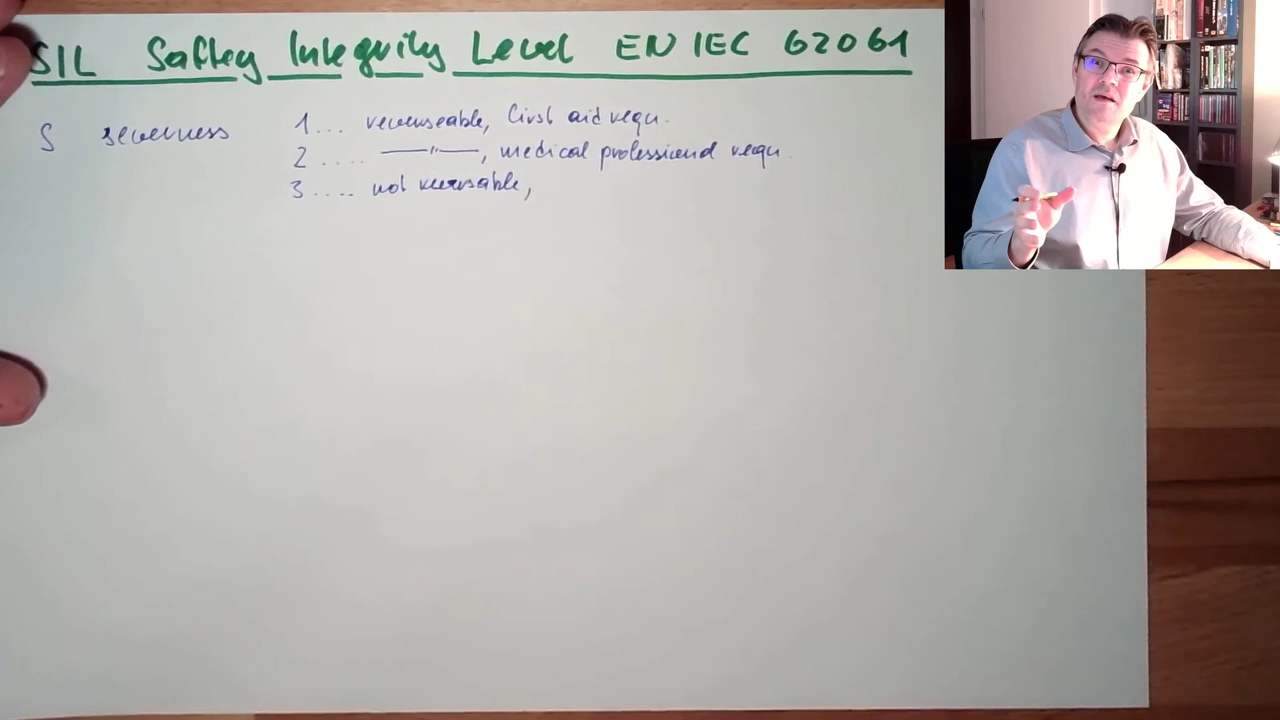 SIL Saftey Integrity Level EN IEC 62061
S severness 1... reverseable, first aid requ.
2.... —"—, medical professional requ.
3.... not reversable,